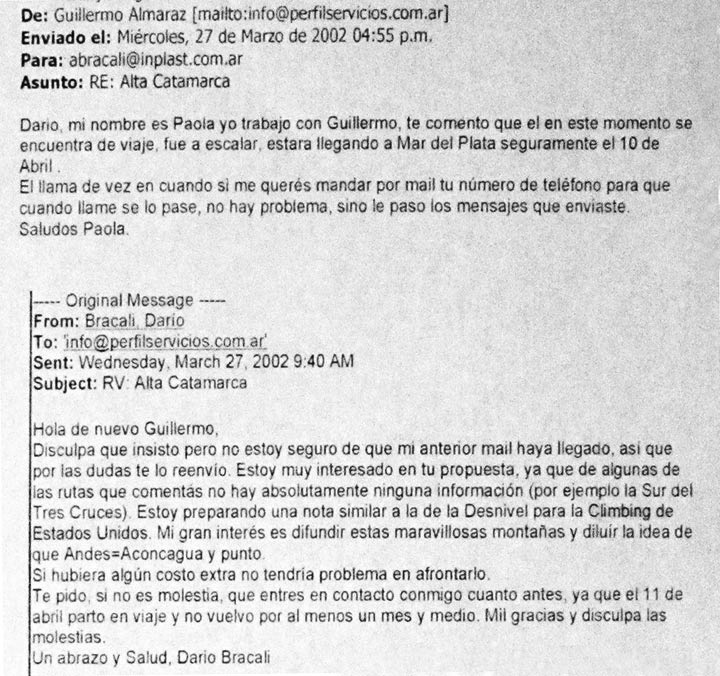 De: Guillermo Almaraz [mailto:info@perfilservicios.com.ar]
Enviado el: Miércoles, 27 de Marzo de 2002 04:55 p.m.
Para: abracali@inplast.com.ar
Asunto: RE: Alta Catamarca
Dario, mi nombre es Paola yo trabajo con Guillermo, te comento que el en este momento se
encuentra de viaje, fue a escalar, estara llegando a Mar del Plata seguramente el 10 de
Abril .
El llama de vez en cuando si me querés mandar por mail tu número de teléfono para que
cuando llame se lo pase, no hay problema, sino le paso los mensajes que enviaste.
Saludos Paola.
----- Original Message -----
From: Bracali, Dario
To: 'info@perfilservicios.com.ar'
Sent: Wednesday, March 27, 2002 9:40 AM
Subject: RV: Alta Catamarca
Hola de nuevo Guillermo,
Disculpa que insisto pero no estoy seguro de que mi anterior mail haya llegado, asi que
por las dudas te lo reenvío. Estoy muy interesado en tu propuesta, ya que de algunas de
las rutas que comentás no hay absolutamente ninguna información (por ejemplo la Sur del
Tres Cruces). Estoy preparando una nota similar a la de la Desnivel para la Climbing de
Estados Unidos. Mi gran interés es difundir estas maravillosas montañas y diluír la idea de
que Andes=Aconcagua y punto.
Si hubiera algún costo extra no tendría problema en afrontarlo.
Te pido, si no es molestia, que entres en contacto conmigo cuanto antes, ya que el 11 de
abril parto en viaje y no vuelvo por al menos un mes y medio. Mil gracias y disculpa las
molestias.
Un abrazo y Salud, Dario Bracali